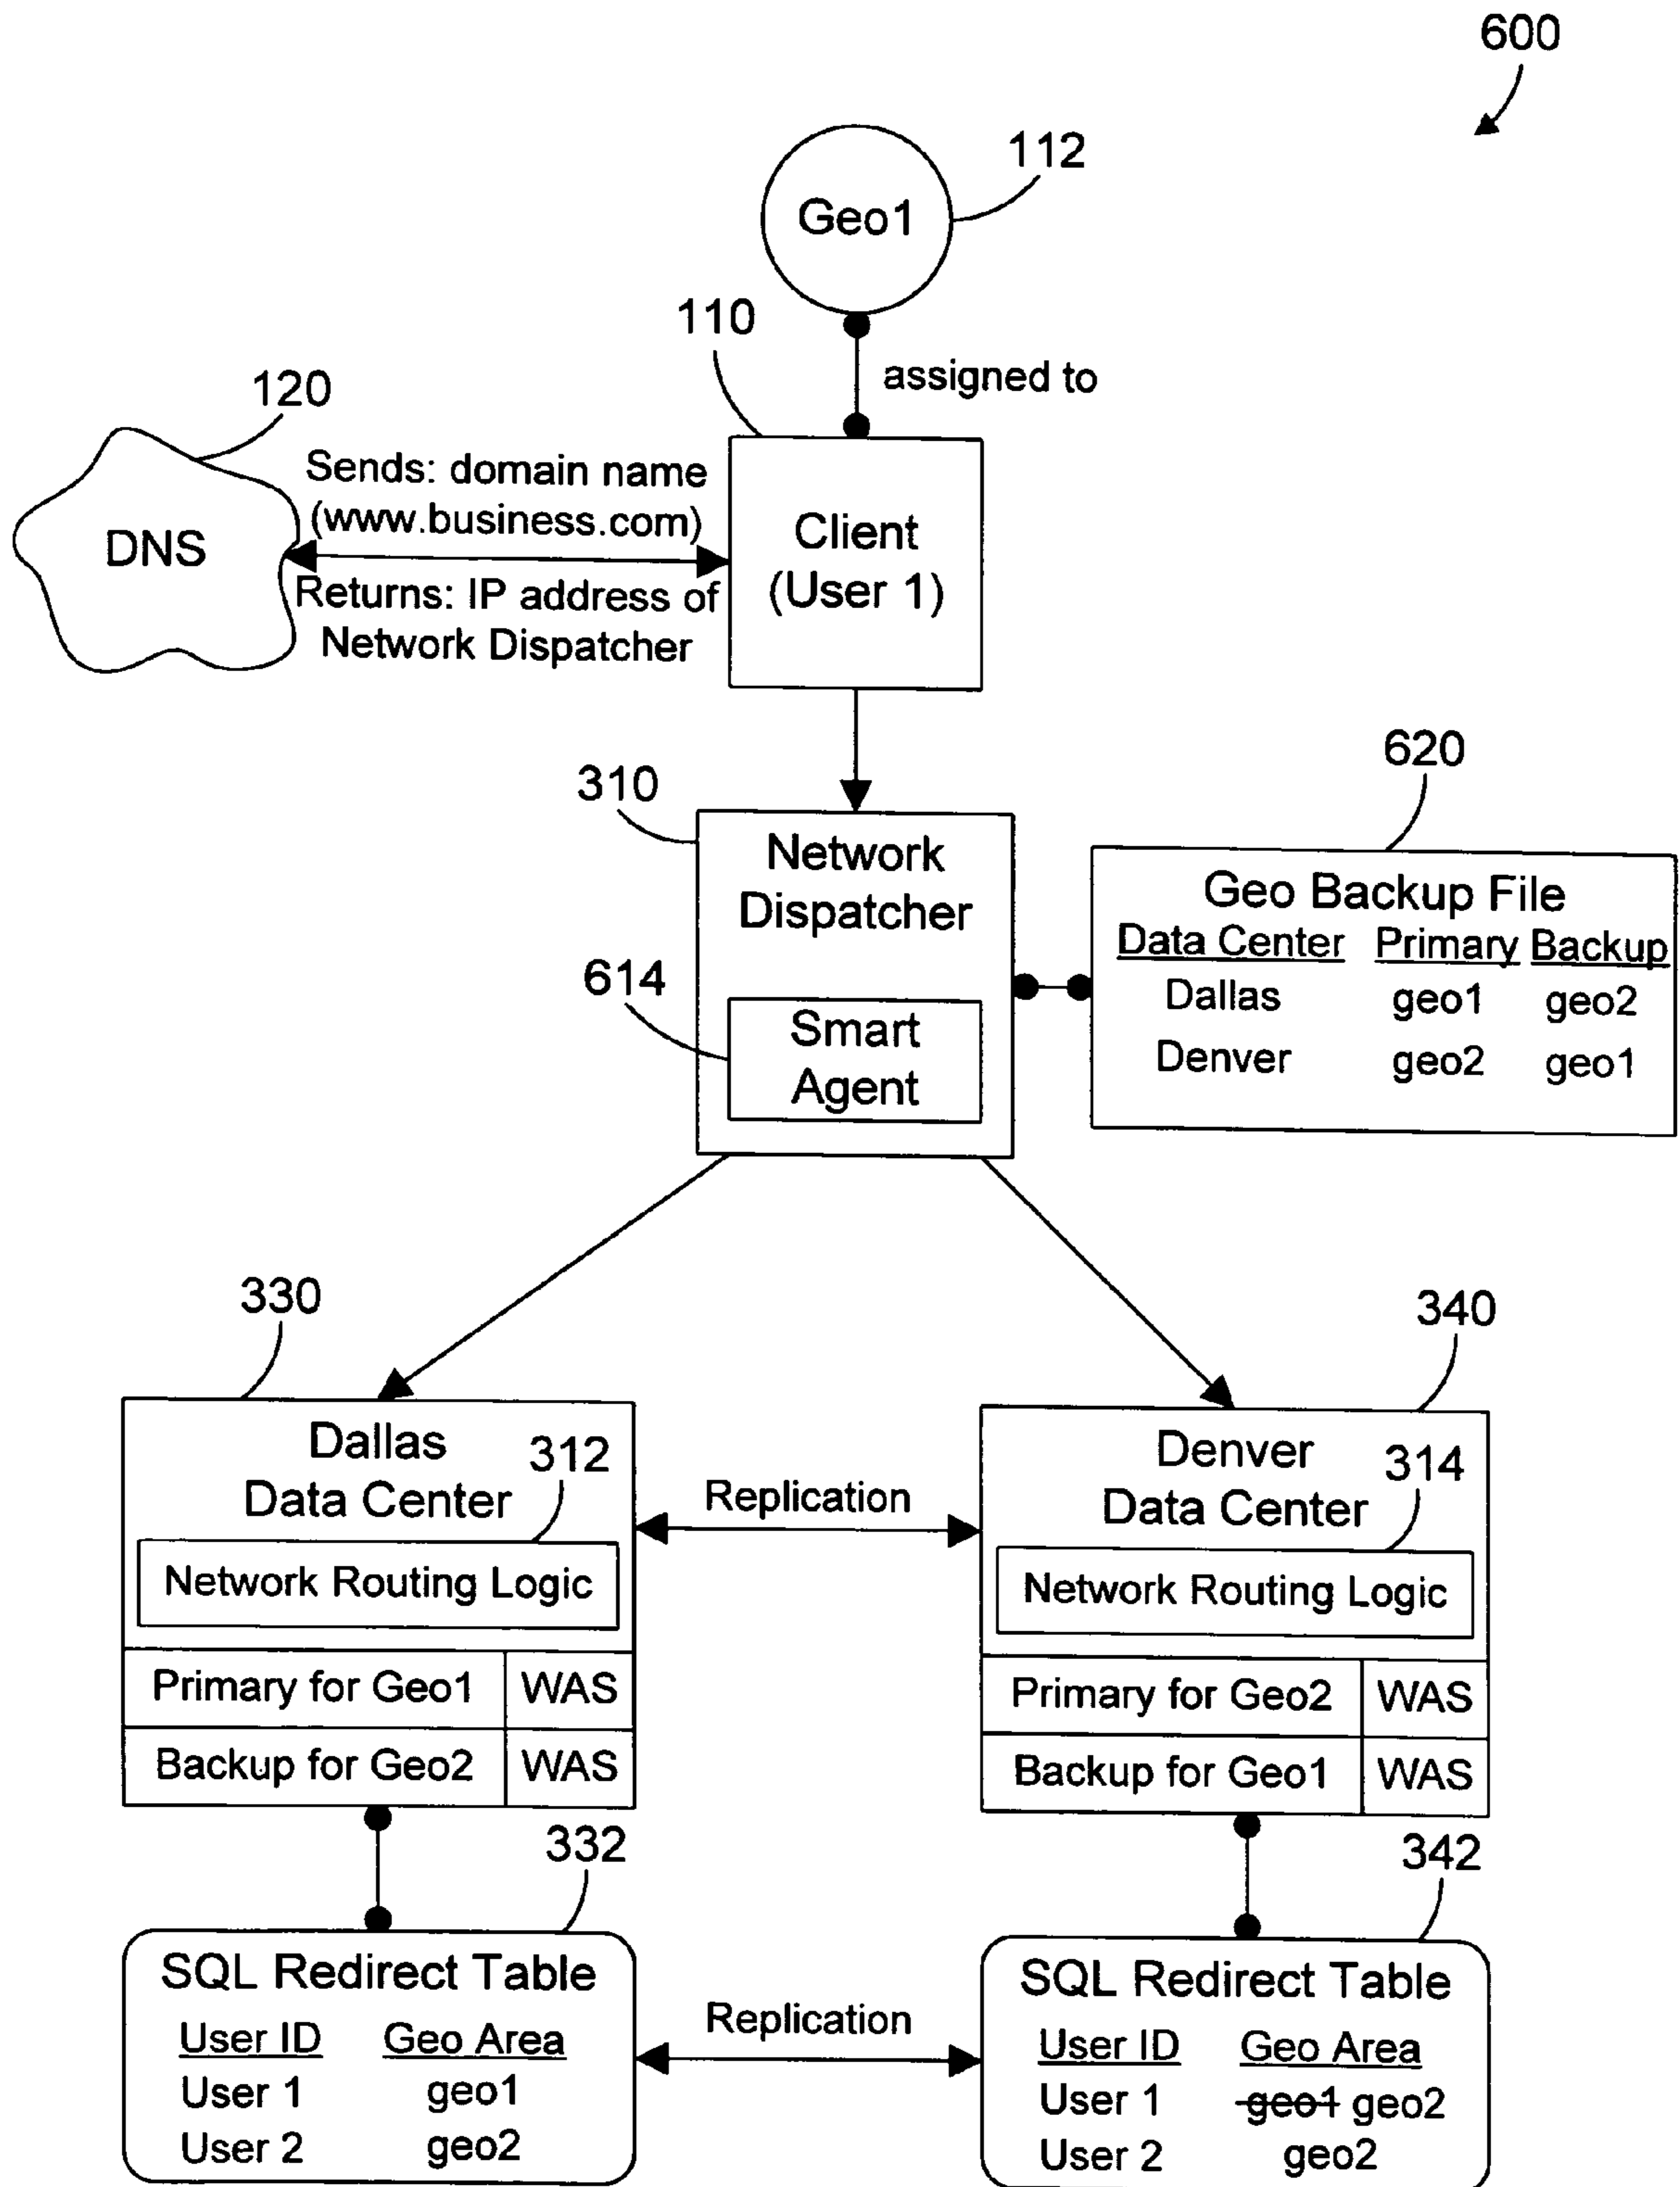 600
112
Geo1
110
assigned to
120
Sends: domain name
(www.business.com)
DNS
Returns: IP address of
Network Dispatcher
Client
(User 1)
310
620
Network
Dispatcher
614
Smart
Agent
Geo Backup File
Data Center Primary Backup
Dallas geo1 geo2
Denver geo2 geo1
330
340
Dallas
Data Center
312
Network Routing Logic
Primary for Geo1 WAS
Backup for Geo2 WAS
Replication
Denver
Data Center
314
Network Routing Logic
Primary for Geo2 WAS
Backup for Geo1 WAS
332
342
SQL Redirect Table
User ID Geo Area
User 1 geo1
User 2 geo2
Replication
SQL Redirect Table
User ID Geo Area
User 1 geo1 geo2
User 2 geo2